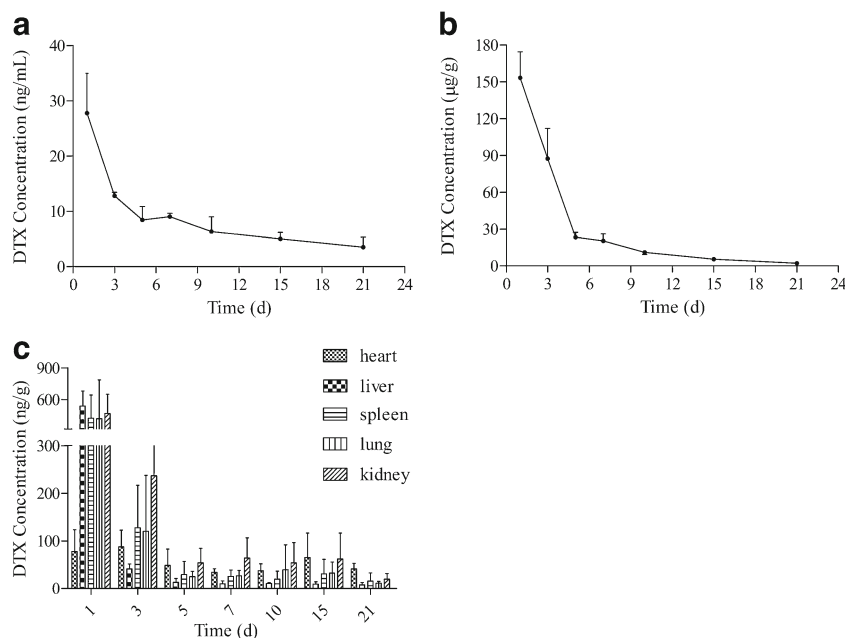 a
DTX Concentration (ng/mL)
40
30
20
10
0
0 3 6 9 12 15 18 21 24
Time (d)
b
DTX Concentration (μg/g)
180
150
120
90
60
30
0
0 3 6 9 12 15 18 21 24
Time (d)
c
DTX Concentration (ng/g)
900
600
300
200
100
0
1 3 5 7 10 15 21
Time (d)
heart
liver
spleen
lung
kidney